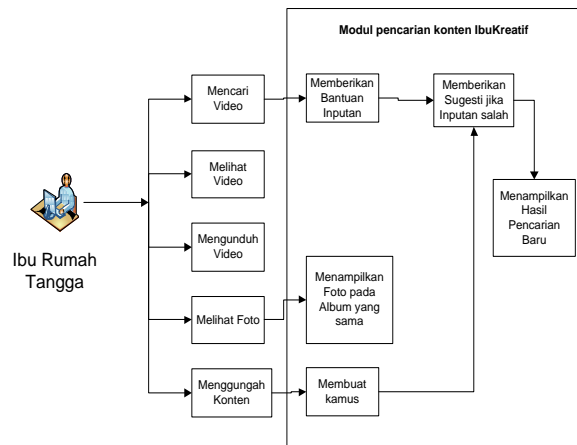 Modul pencarian konten IbuKreatif
Mencari
Video
Memberikan
Bantuan
Inputan
Memberikan
Sugesti jika
Inputan salah
Melihat
Video
Menampilkan
Hasil
Pencarian
Baru
Ibu Rumah
Tangga
Mengunduh
Video
Melihat Foto
Menampilkan
Foto pada
Album yang
sama
Menggungah
Konten
Membuat
kamus